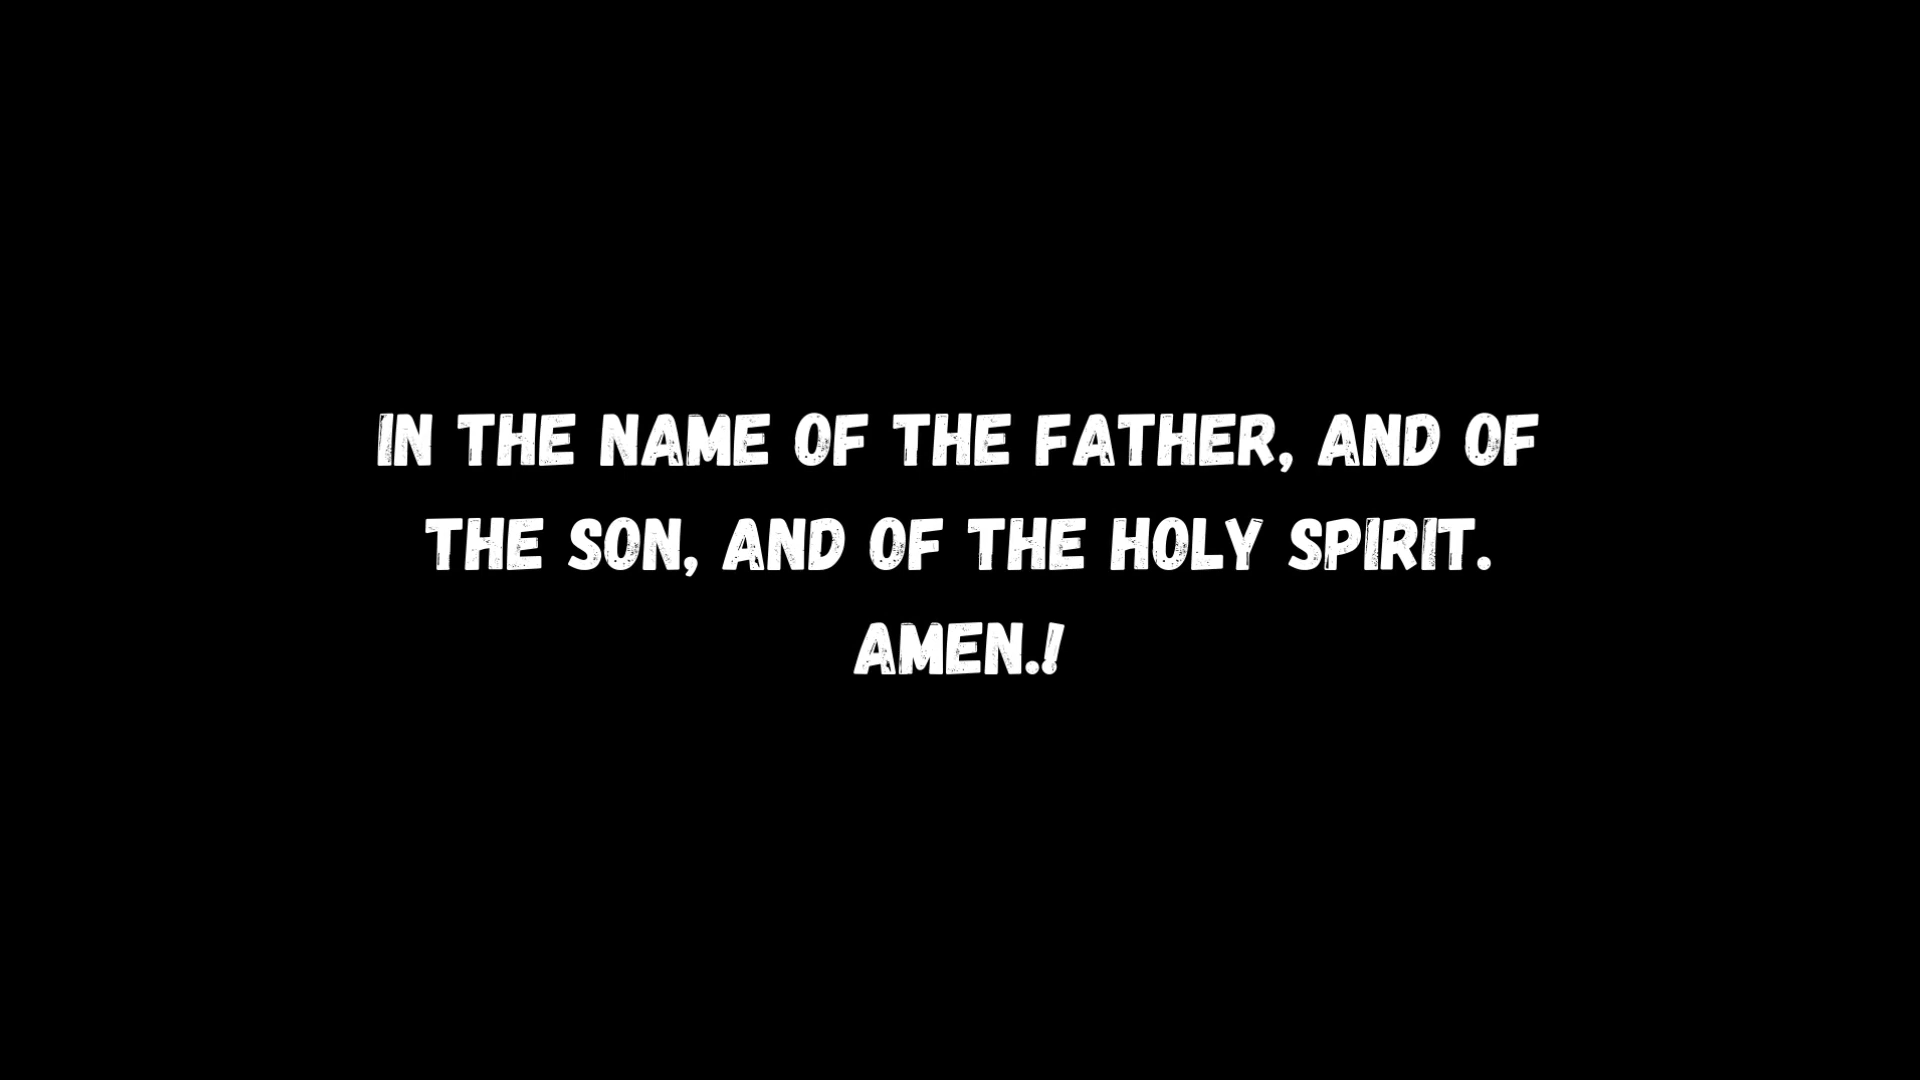 IN THE NAME OF THE FATHER, AND OF
THE SON, AND OF THE HOLY SPIRIT.
AMEN.!